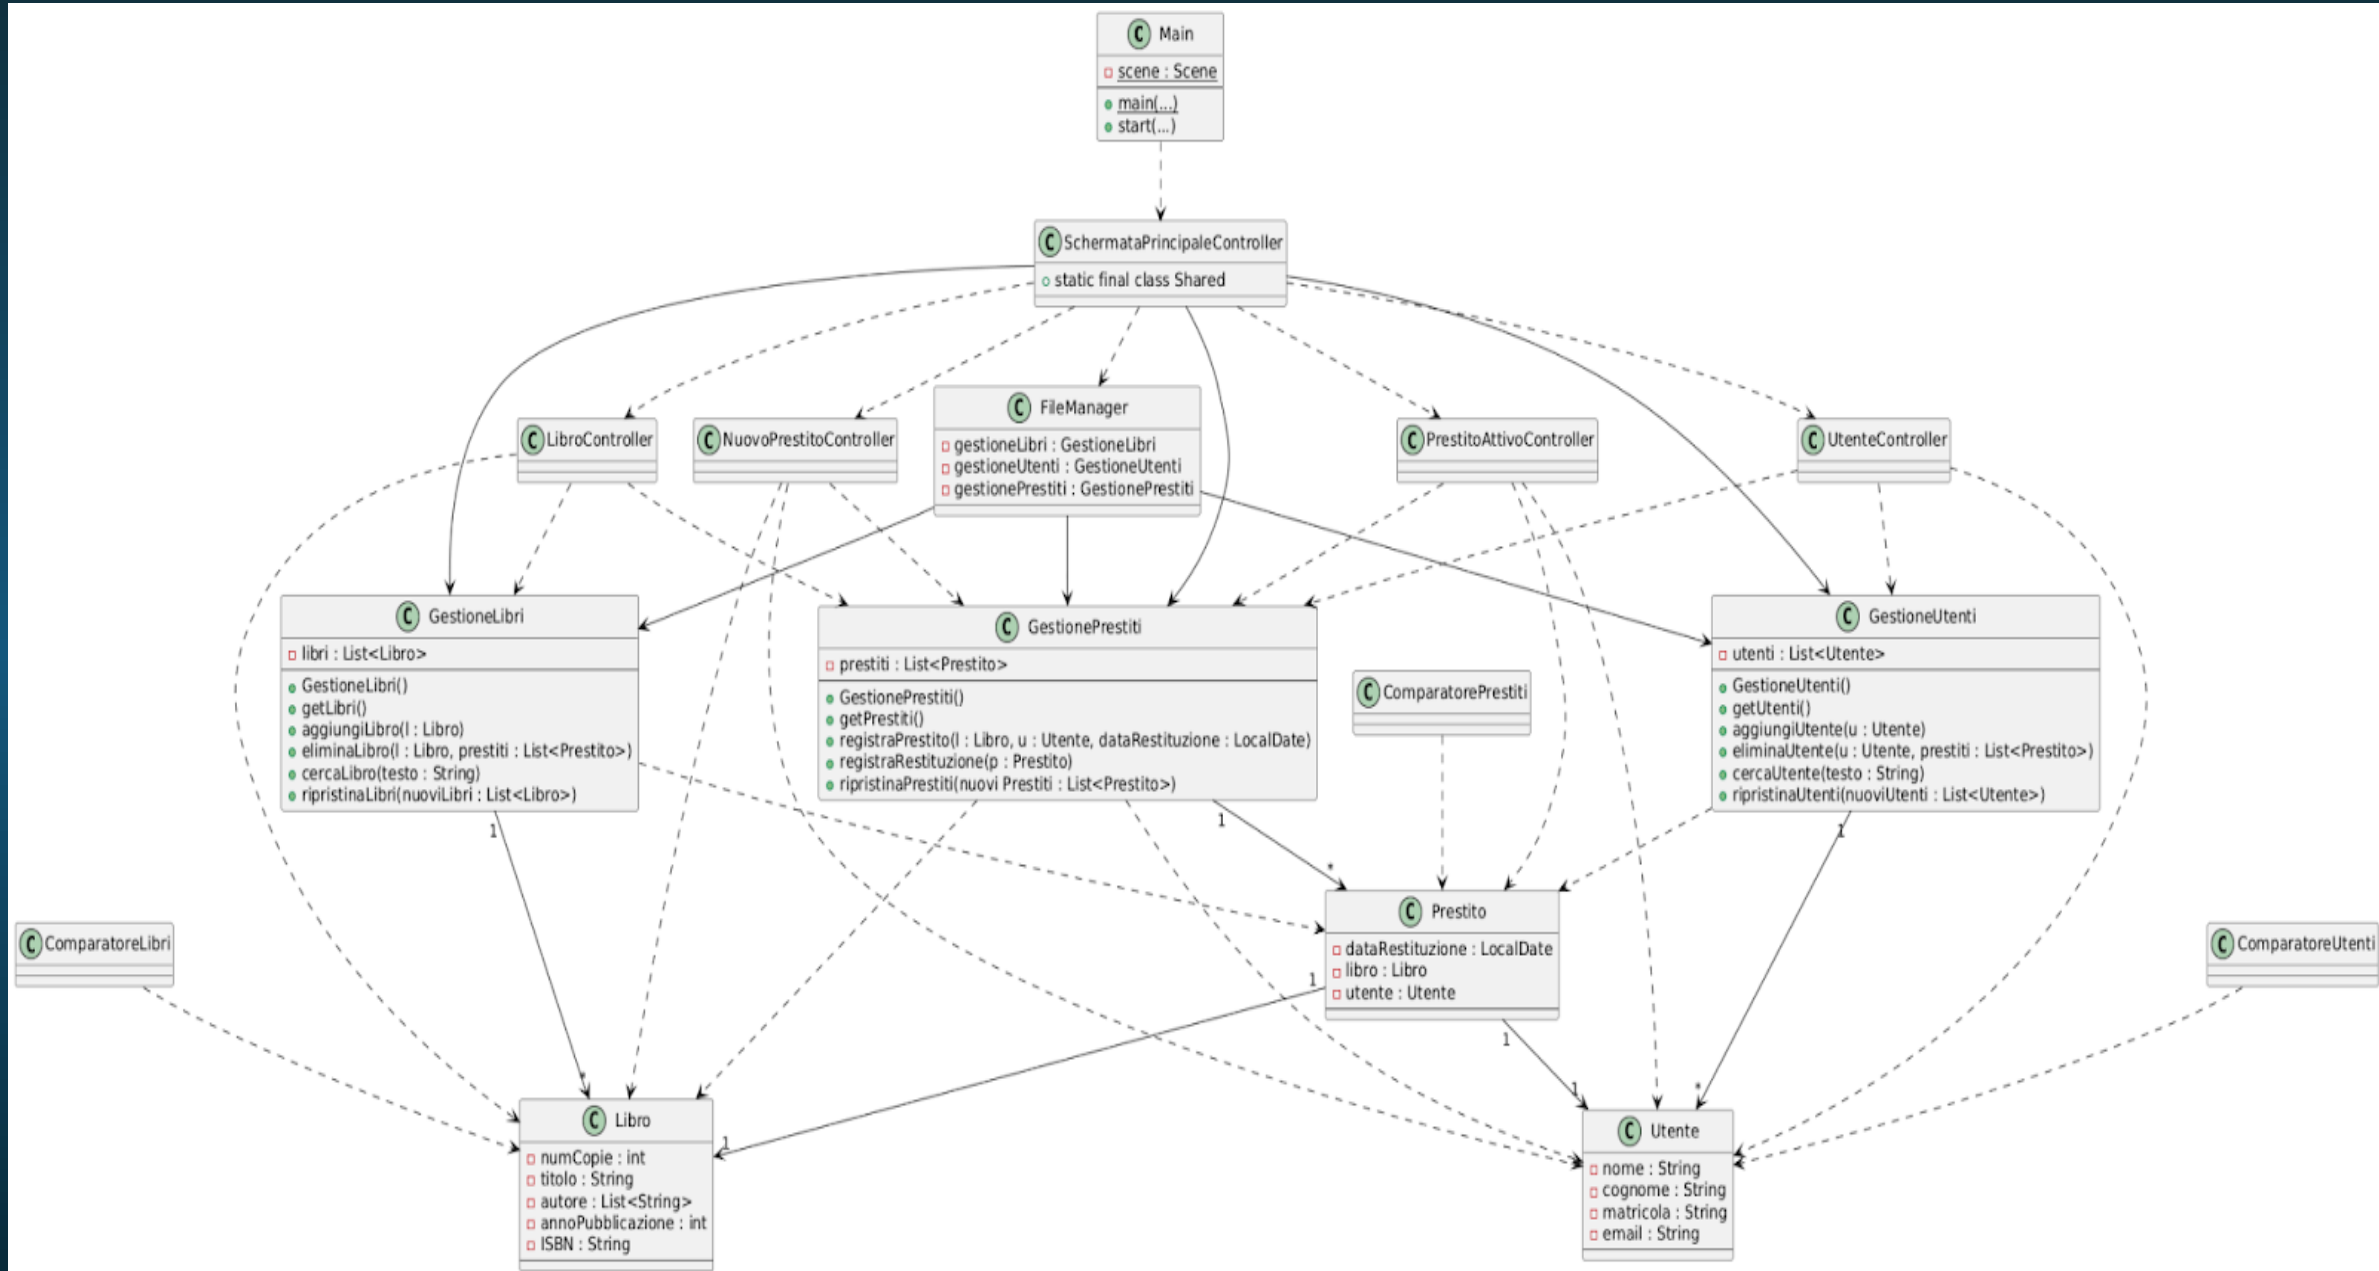 C Main
scene : Scene
main(...)
start(...)
C SchermataPrincipaleController
static final class Shared
C LibroController
C NuovoPrestitoController
C FileManager
gestioneLibri : GestioneLibri
gestioneUtenti : GestioneUtenti
gestionePrestiti : GestionePrestiti
C PrestitoAttivoController
C UtenteController
C GestioneLibri
libri : List<Libro>
GestioneLibri()
getLibri()
aggiungiLibro(l : Libro)
eliminaLibro(l : Libro, prestiti : List<Prestito>)
cercaLibro(testo : String)
ripristinaLibri(nuoviLibri : List<Libro>)
C GestionePrestiti
prestiti : List<Prestito>
GestionePrestiti()
getPrestiti()
registraPrestito(l : Libro, u : Utente, dataRestituzione : LocalDate)
registraRestituzione(p : Prestito)
ripristinaPrestiti(nuovi Prestiti : List<Prestito>)
C ComparatorePrestiti
C GestioneUtenti
utenti : List<Utente>
GestioneUtenti()
getUtenti()
aggiungiUtente(u : Utente)
eliminaUtente(u : Utente, prestiti : List<Prestito>)
cercaUtente(testo : String)
ripristinaUtenti(nuoviUtenti : List<Utente>)
1
1
1
*
C ComparatoreLibri
C Prestito
dataRestituzione : LocalDate
libro : Libro
utente : Utente
C ComparatoreUtenti
1
1
*
1
*
1
C Libro
numCopie : int
titolo : String
autore : List<String>
annoPubblicazione : int
ISBN : String
C Utente
nome : String
cognome : String
matricola : String
email : String